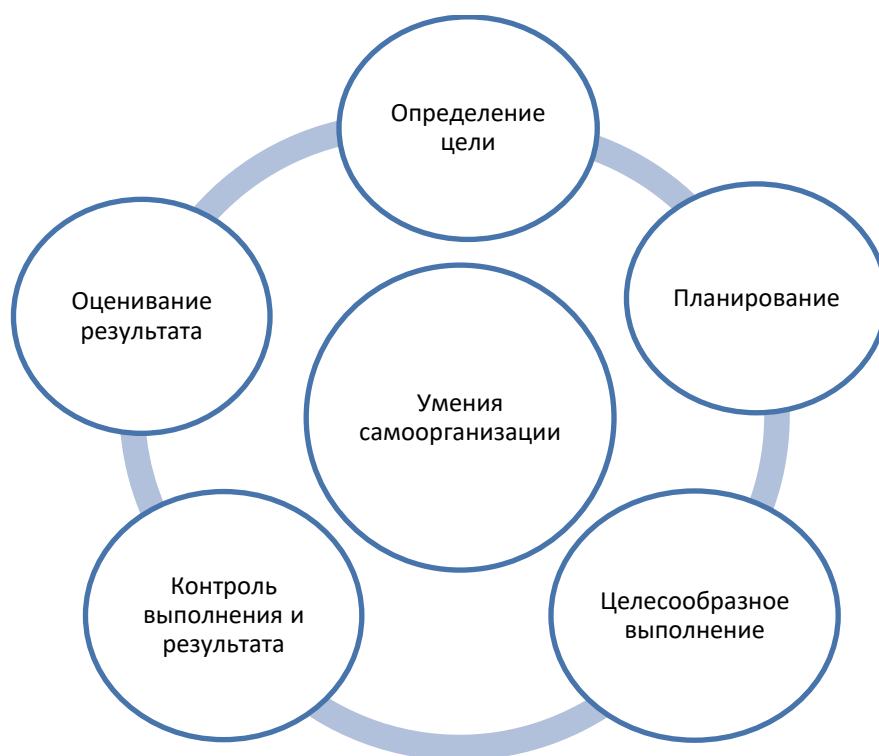 Определение
цели
Планирование
Целесообразное
выполнение
Контроль
выполнения и
результата
Оценивание
результата
Умения
самоорганизации